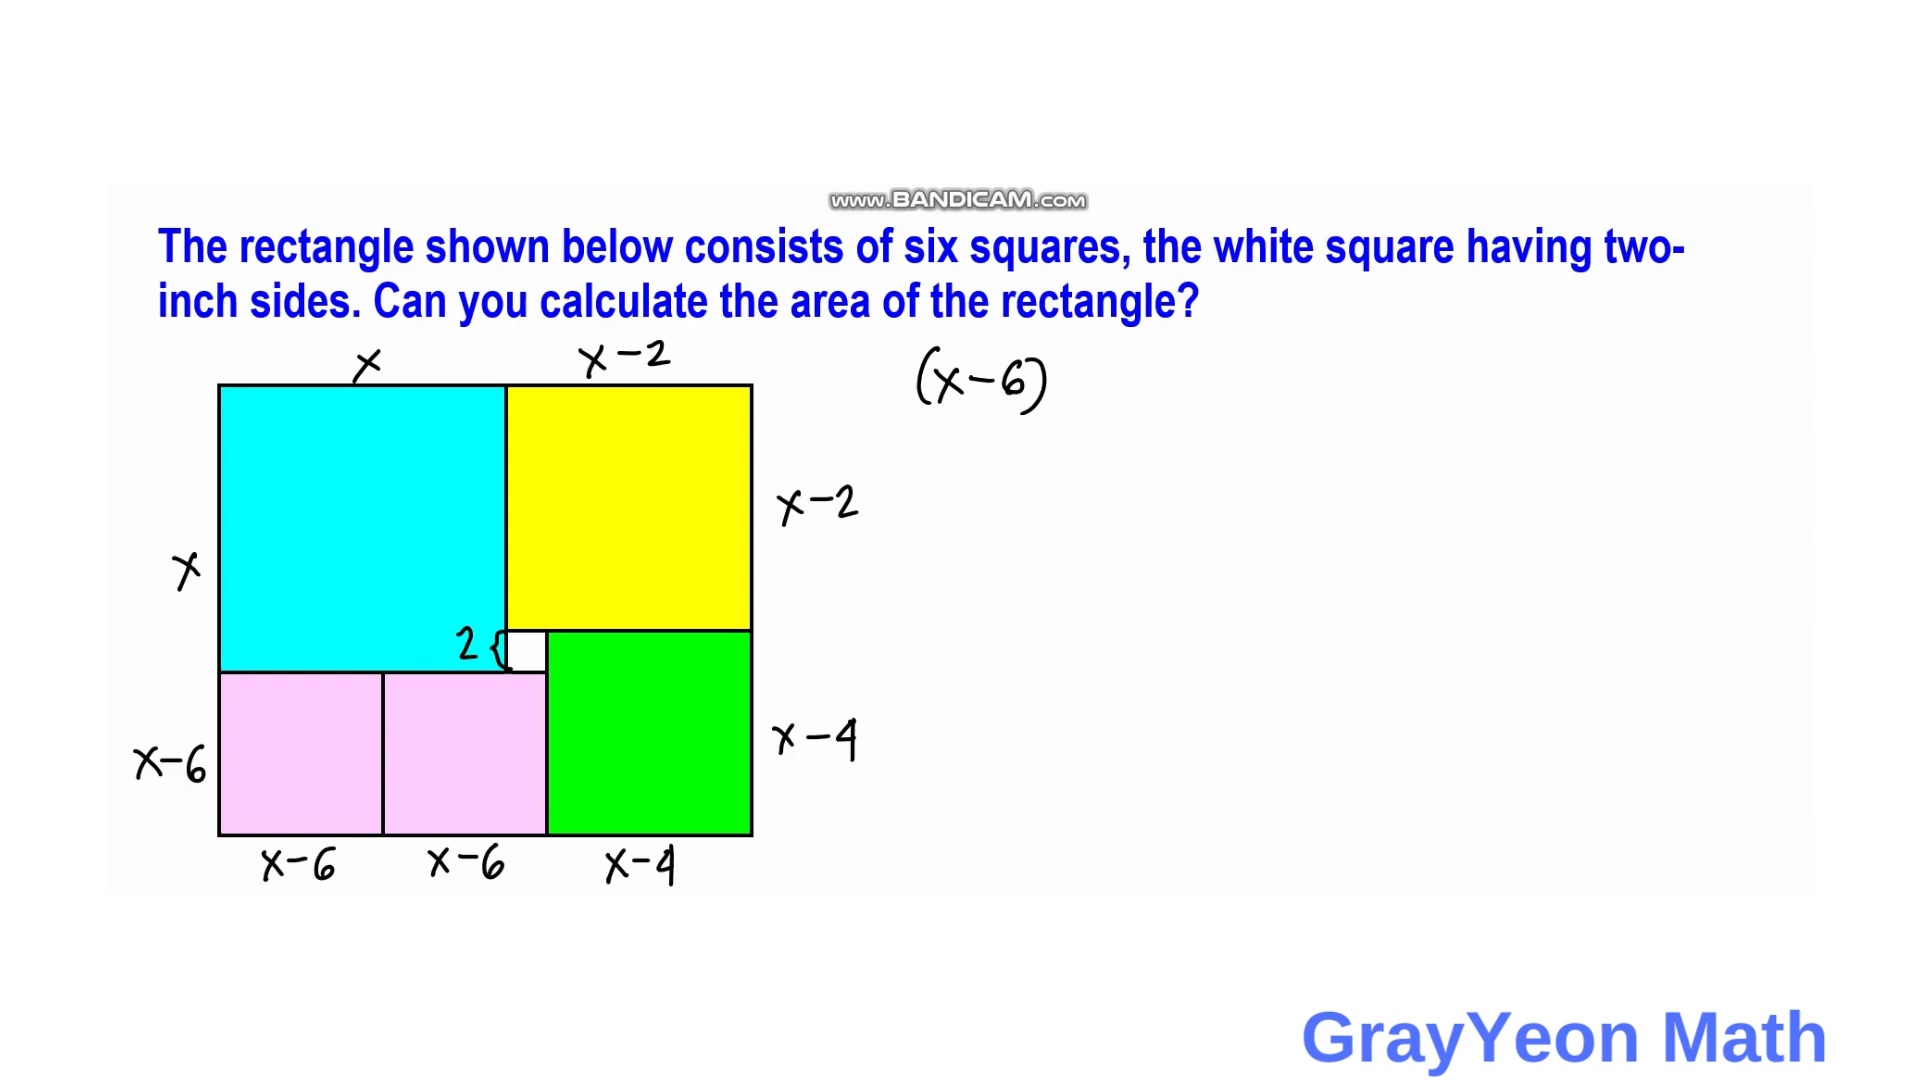 www.BANDICAM.com
The rectangle shown below consists of six squares, the white square having two-
inch sides. Can you calculate the area of the rectangle?
x x-2 (x-6)
x-2
x
2
x-4
x-6
x-6 x-6 x-4
GrayYeon Math